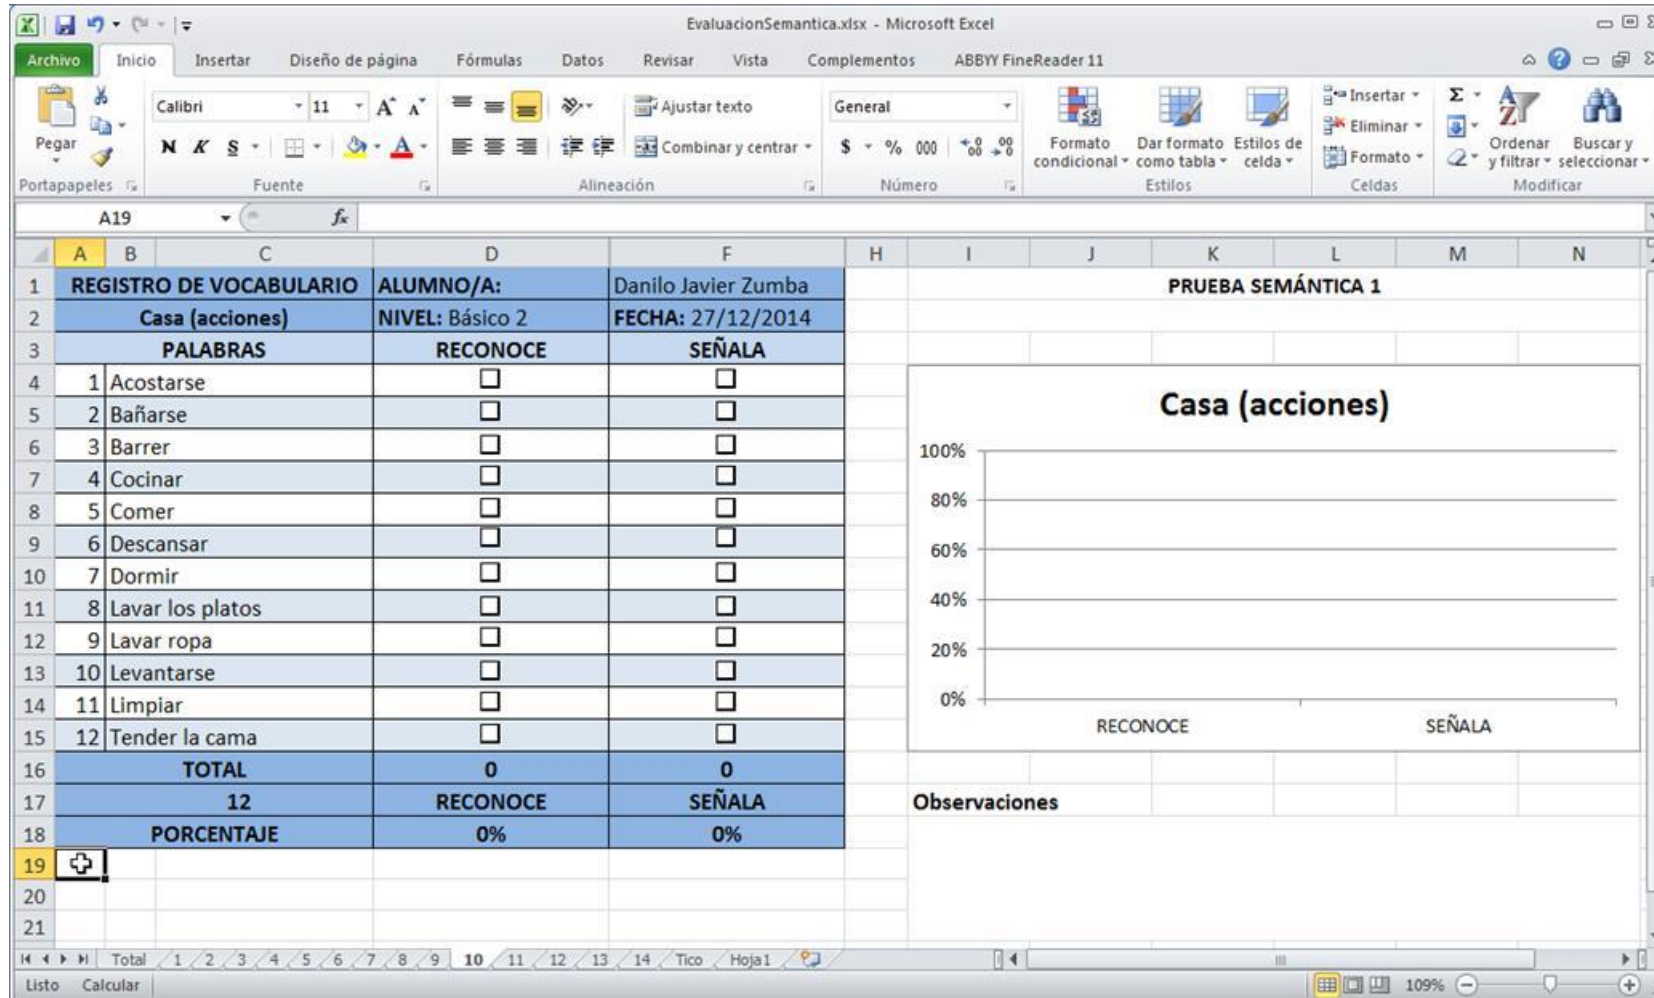 EvaluacionSemantica.xlsx - Microsoft Excel
Archivo Inicio Insertar Diseño de página Fórmulas Datos Revisar Vista Complementos ABBYY FineReader 11
Calibri 11 A A Ajustar texto General Insertar Σ
Pegar N K S A Combinar y centrar $ % 000 Formato condicional Dar formato como tabla Estilos de celda Eliminar Formato Ordenar y filtrar Buscar y seleccionar
Portapapeles Fuente Alineación Número Estilos Celdas Modificar
A19 fx
A B C D F H I J K L M N
1 REGISTRO DE VOCABULARIO ALUMNO/A: Danilo Javier Zumba PRUEBA SEMÁNTICA 1
2 Casa (acciones) NIVEL: Básico 2 FECHA: 27/12/2014
3 PALABRAS RECONOCE SEÑALA
4 1 Acostarse
5 2 Bañarse
6 3 Barrer
7 4 Cocinar
8 5 Comer
9 6 Descansar
10 7 Dormir
11 8 Lavar los platos
12 9 Lavar ropa
13 10 Levantarse
14 11 Limpiar
15 12 Tender la cama
16 TOTAL 0 0
17 12 RECONOCE SEÑALA Observaciones
18 PORCENTAJE 0% 0%
19
20
21
Casa (acciones)
100%
80%
60%
40%
20%
0%
RECONOCE SEÑALA
Total 1 2 3 4 5 6 7 8 9 10 11 12 13 14 Tico Hoja1
Listo Calcular 109%